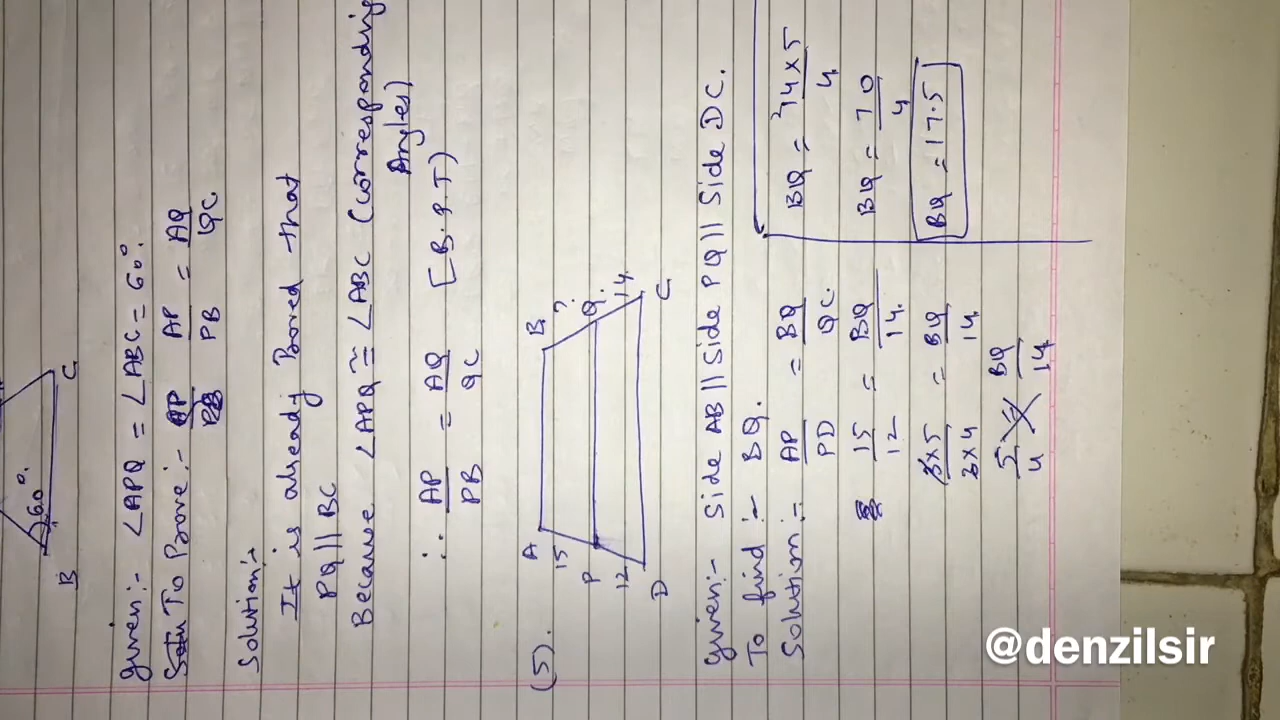 60°.
B C
given:- ∠APQ = ∠ABC = 60°.
To Prove:- AP/PB = AQ/QC
Solution:-
It is already Proved that
PQ || BC
Because ∠APQ ≅ ∠ABC (corresponding
Angles)
∴ AP/PB = AQ/QC [B.P.T]
(5).
A B
15 ?
P Q.
12 14.
D C
given:- Side AB || Side PQ || Side DC.
To find:- BQ.
Solution:- AP/PD = BQ/QC
15/12 = BQ/14.
3×5/3×4 = BQ/14
5/4 = BQ/14
BQ = 14×5/4
BQ = 70/4
BQ = 17.5
@denzilsir